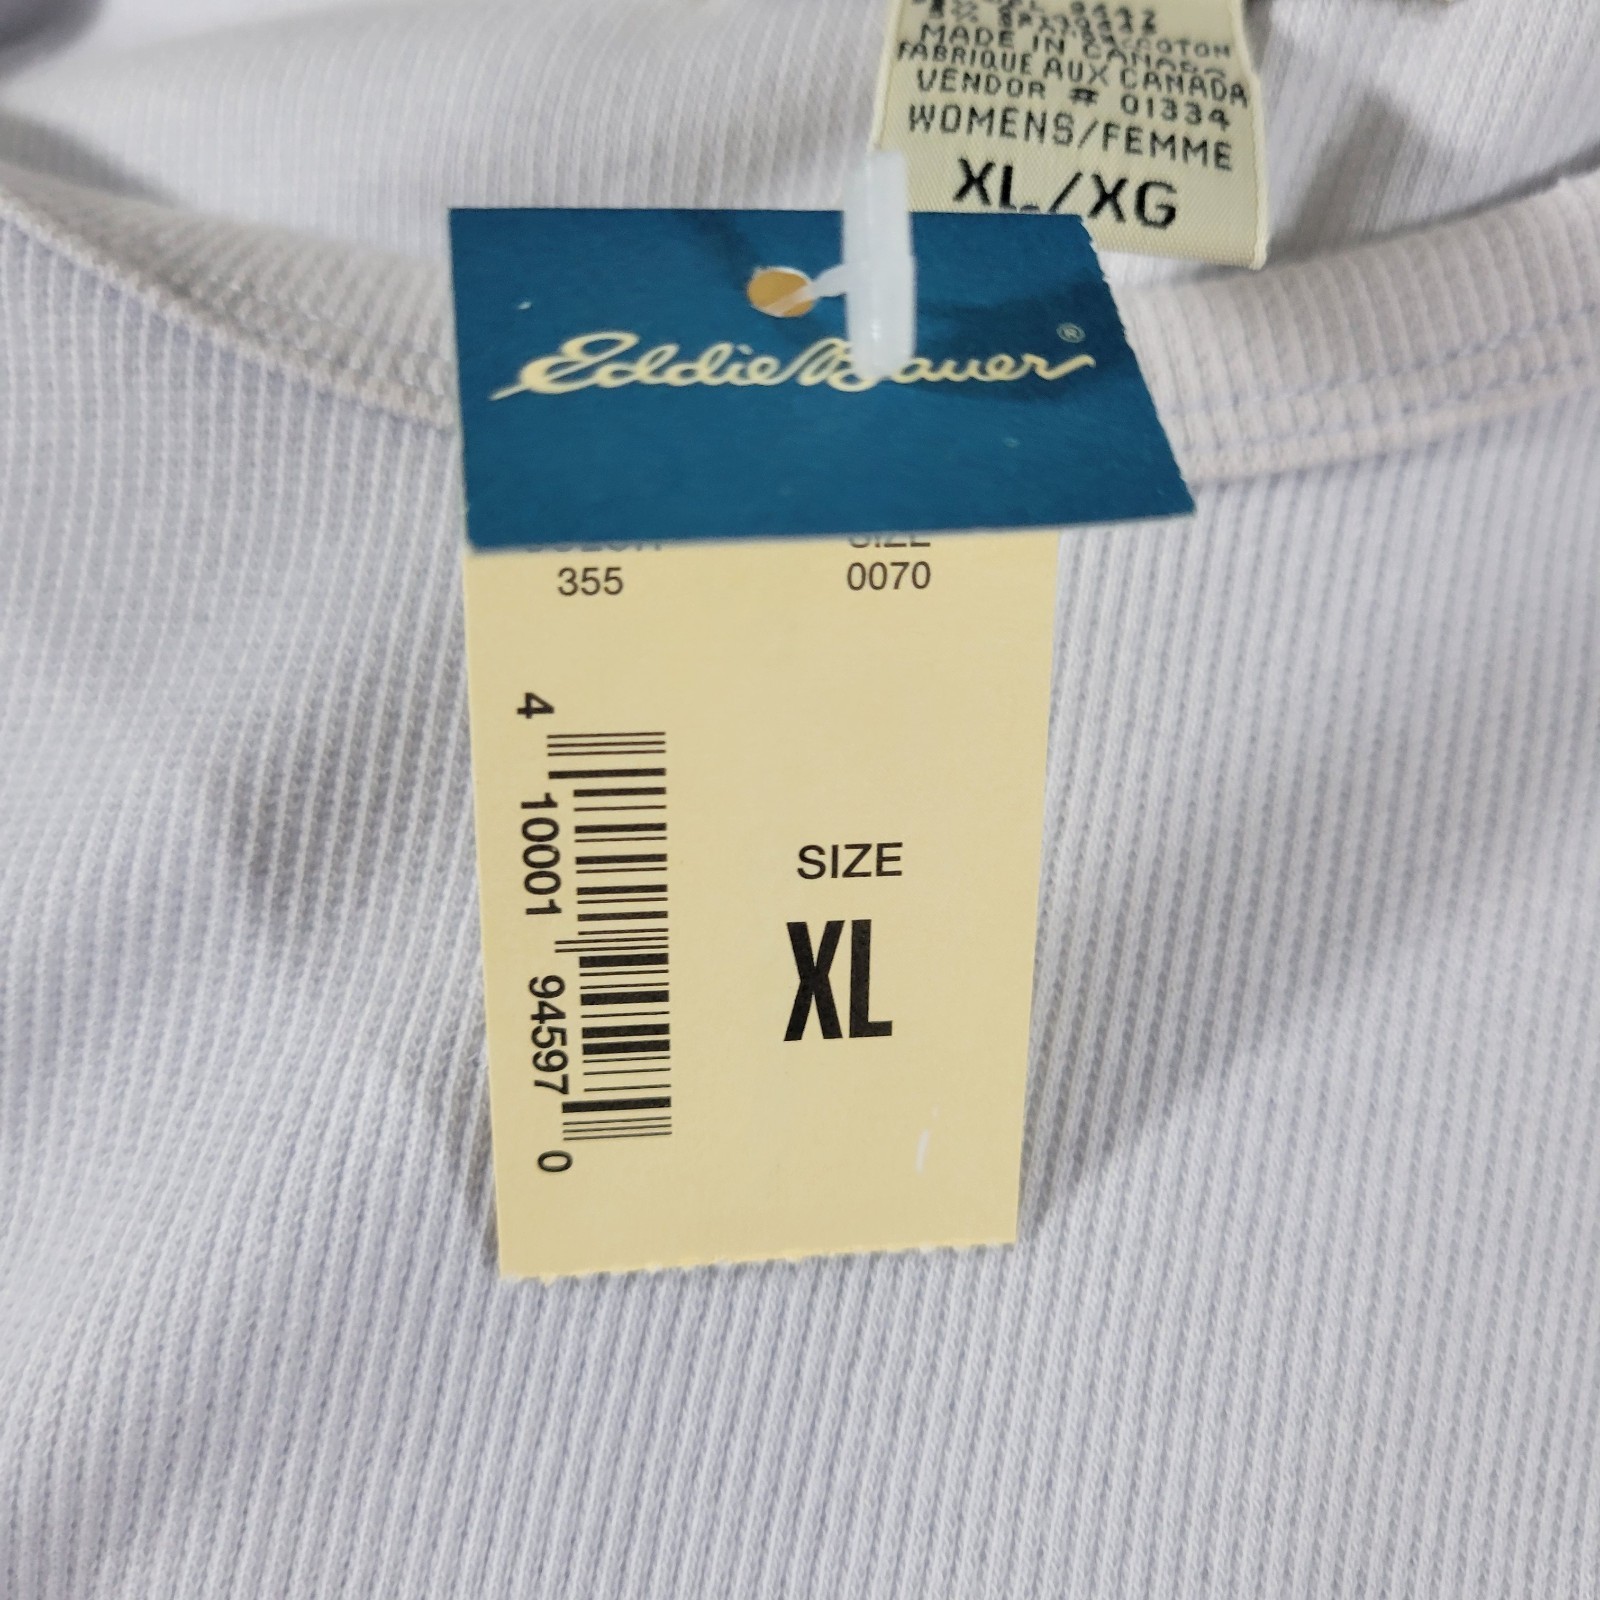 MADE IN CANADA
FABRIQUE AUX CANADA
VENDOR # 01334
WOMENS/FEMME
XL/XG
Eddie Bauer®
SIZE
355 0070
4 10001 94597 0
SIZE
XL